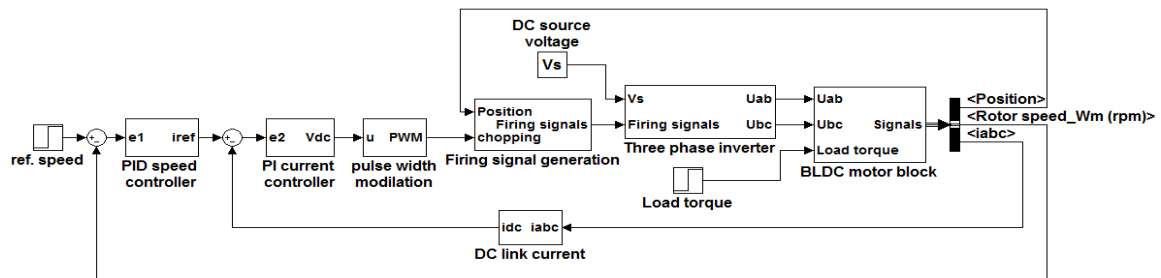 DC source
voltage
Vs
<Position>
<Rotor speed_Wm (rpm)>
<iabc>
Position
Firing signals
chopping
Firing signal generation
Vs
Uab
Firing signals
Ubc
Three phase inverter
Uab
Ubc
Signals
Load torque
BLDC motor block
ref. speed
+
-
e1
iref
PID speed
controller
+
-
e2
Vdc
PI current
controller
u
PWM
pulse width
modilation
Load torque
idc
iabc
DC link current